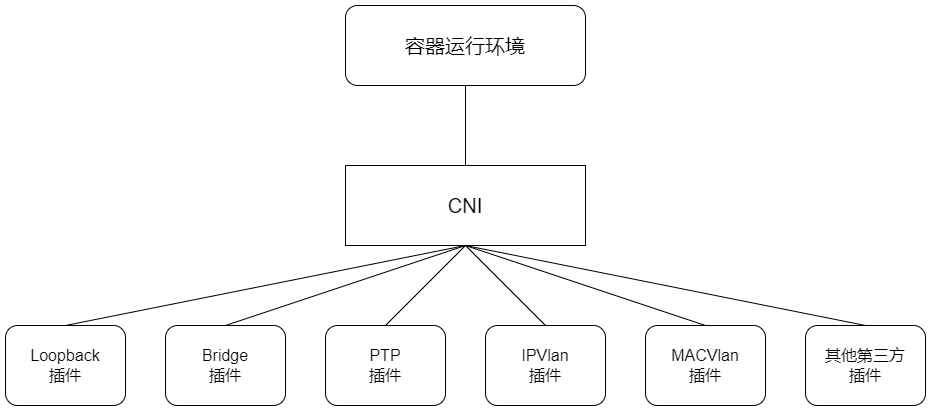 容器运行环境
CNI
Loopback
插件
Bridge
插件
PTP
插件
IPVlan
插件
MACVlan
插件
其他第三方
插件